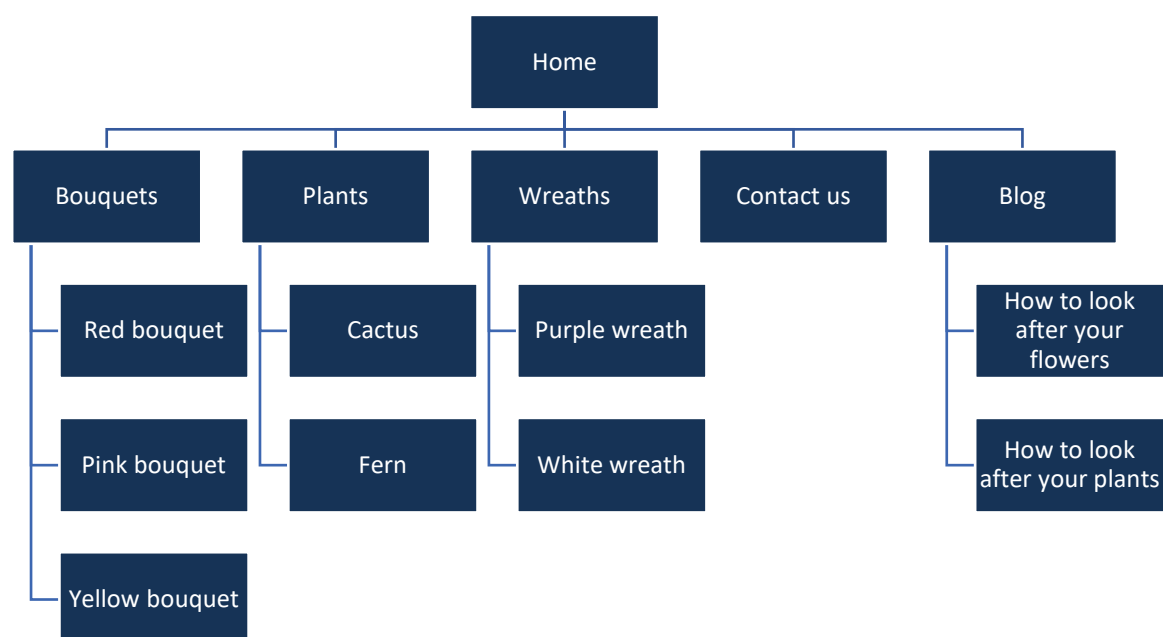 Home
Bouquets
Plants
Wreaths
Contact us
Blog
Red bouquet
Cactus
Purple wreath
How to look
after your
flowers
Pink bouquet
Fern
White wreath
How to look
after your plants
Yellow bouquet